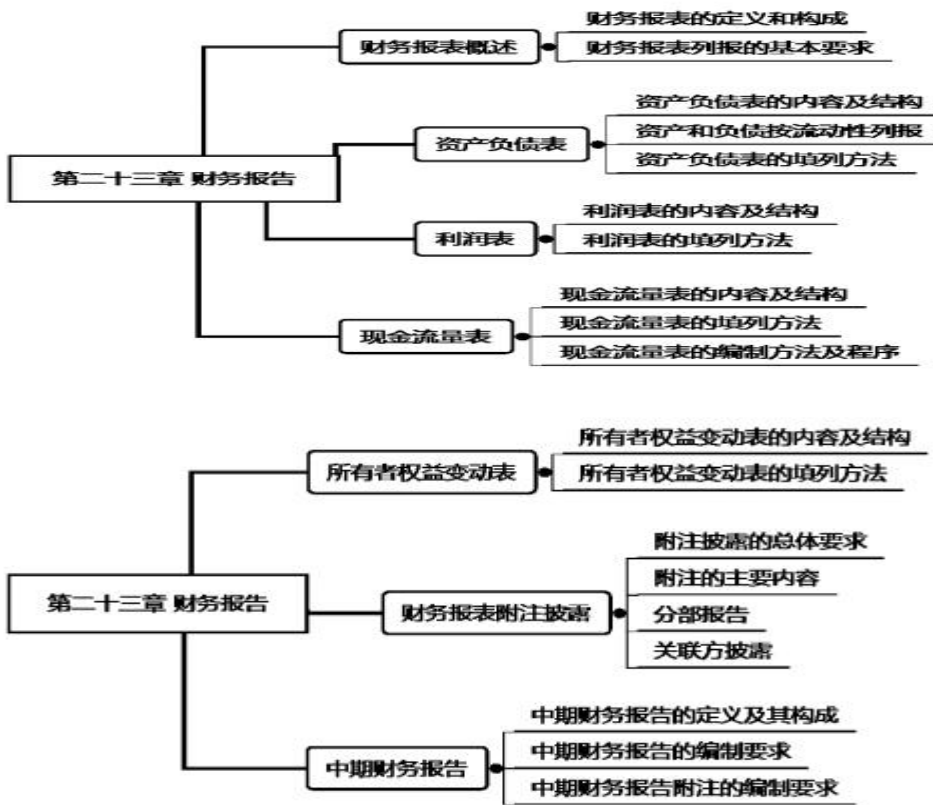 第二十三章 财务报告
财务报表概述
财务报表的定义和构成
财务报表列报的基本要求
资产负债表
资产负债表的内容及结构
资产和负债按流动性列报
资产负债表的填列方法
利润表
利润表的内容及结构
利润表的填列方法
现金流量表
现金流量表的内容及结构
现金流量表的填列方法
现金流量表的编制方法及程序
第二十三章 财务报告
所有者权益变动表
所有者权益变动表的内容及结构
所有者权益变动表的填列方法
财务报表附注披露
附注披露的总体要求
附注的主要内容
分部报告
关联方披露
中期财务报告
中期财务报告的定义及其构成
中期财务报告的编制要求
中期财务报告附注的编制要求